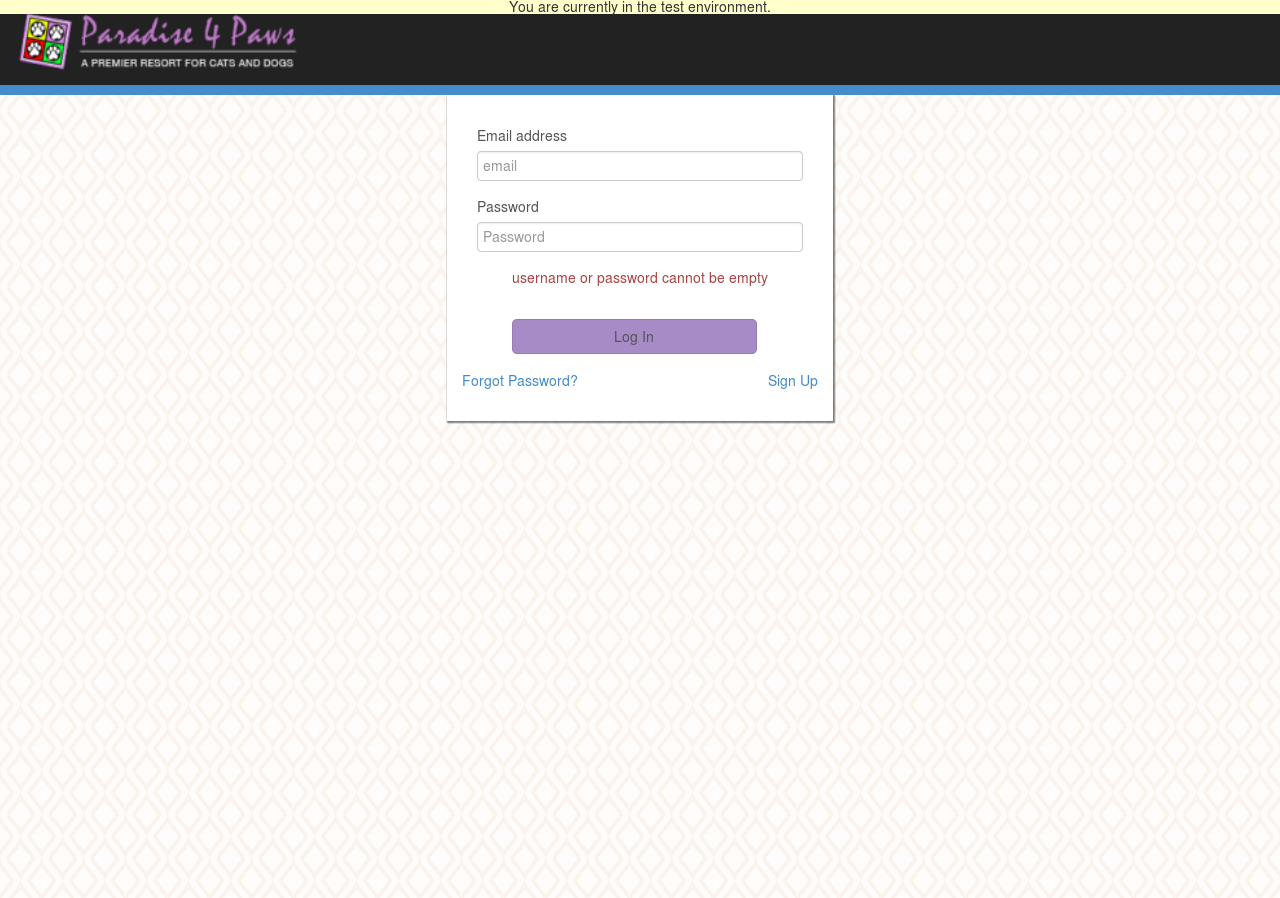 You are currently in the test environment.
Paradise 4 Paws
A PREMIER RESORT FOR CATS AND DOGS
Email address
email
Password
Password
username or password cannot be empty
Log In
Forgot Password? Sign Up